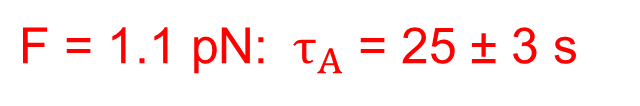 F = 1.1 pN: τA = 25 ± 3 s